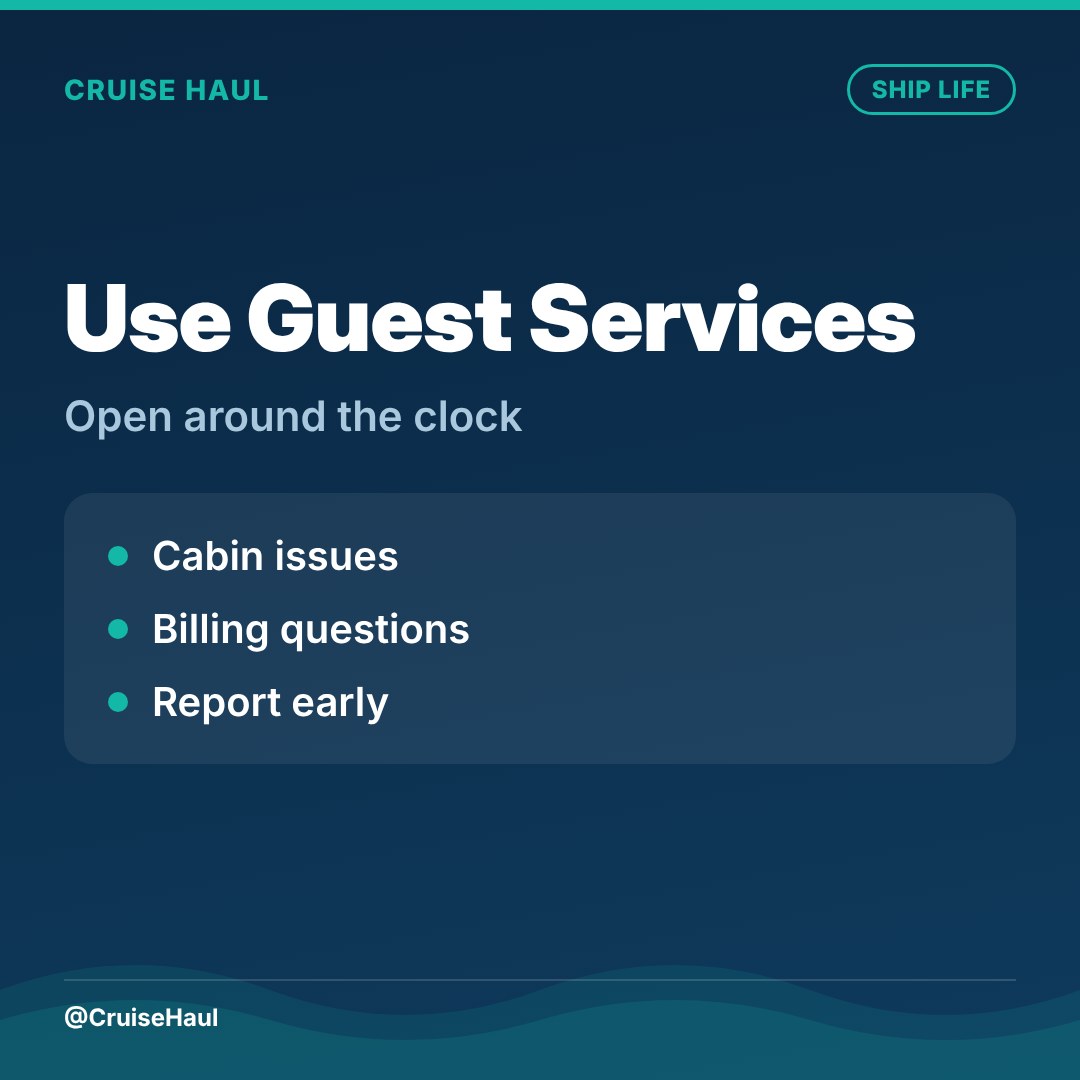 CRUISE HAUL
SHIP LIFE
Use Guest Services
Open around the clock
Cabin issues
Billing questions
Report early
@CruiseHaul